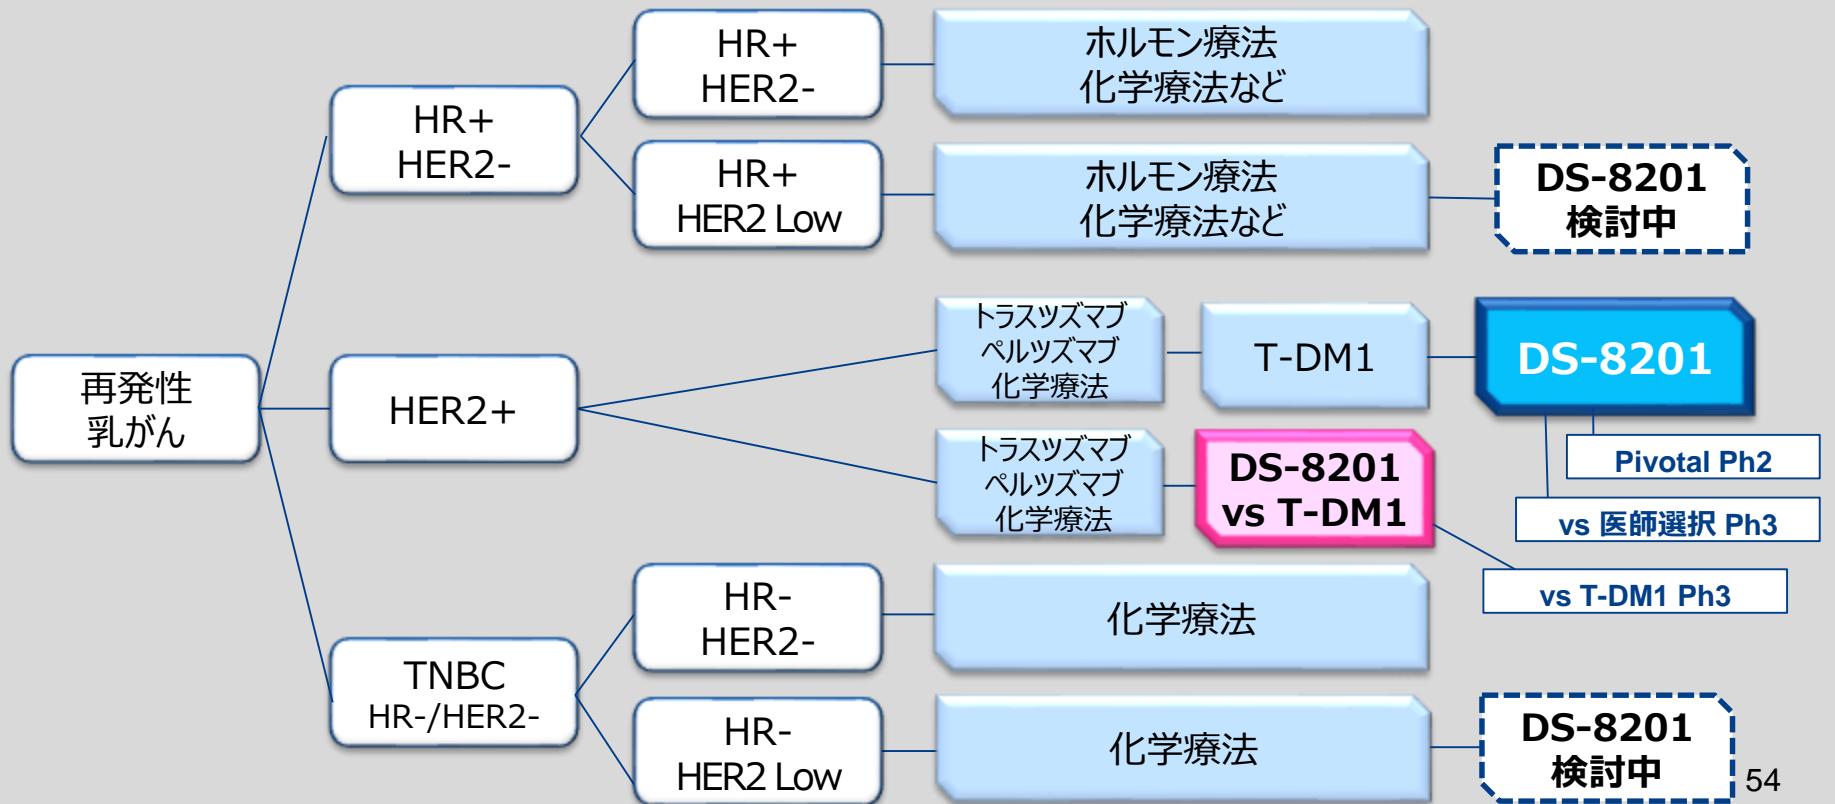 再発性
乳がん
HR+
HER2-
HR+
HER2-
ホルモン療法
化学療法など
HR+
HER2 Low
ホルモン療法
化学療法など
DS-8201
検討中
HER2+
トラスツズマブ
ペルツズマブ
化学療法
T-DM1
DS-8201
Pivotal Ph2
vs 医師選択 Ph3
トラスツズマブ
ペルツズマブ
化学療法
DS-8201
vs T-DM1
vs T-DM1 Ph3
TNBC
HR-/HER2-
HR-
HER2-
化学療法
HR-
HER2 Low
化学療法
DS-8201
検討中
54